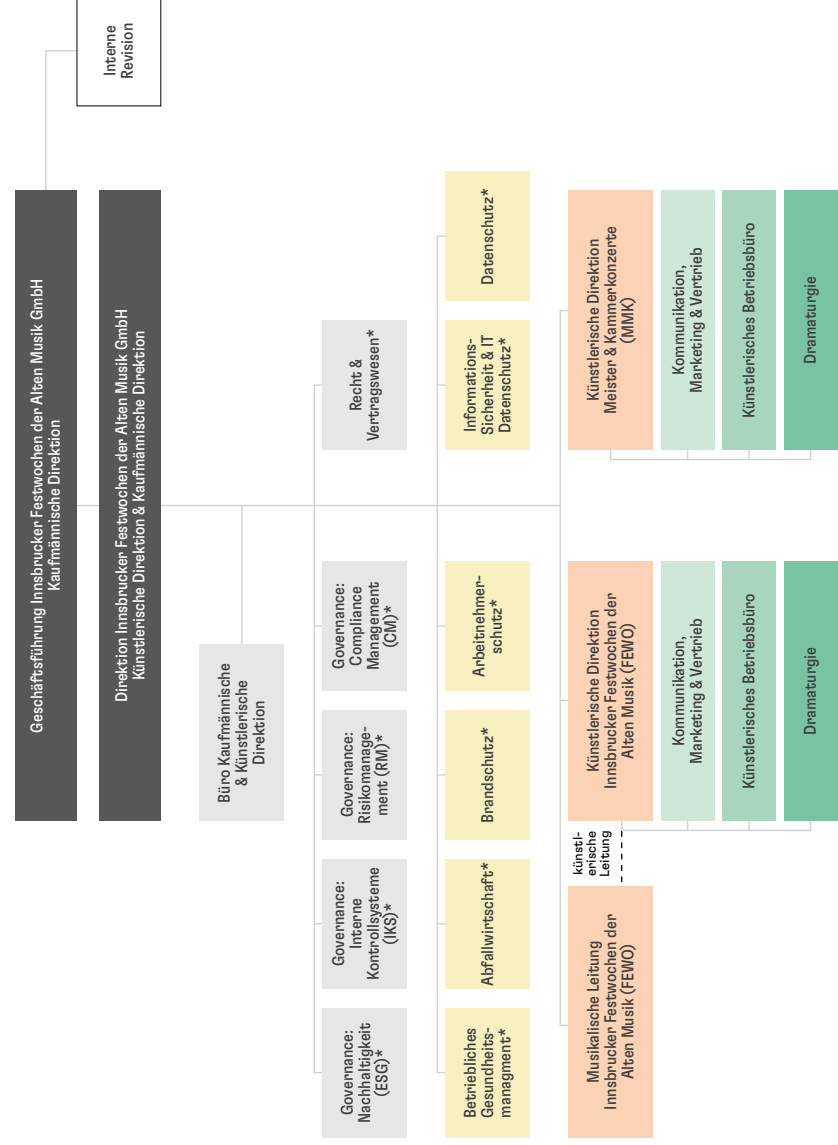 Geschäftsführung Innsbrucker Festwochen der Alten Musik GmbH
Kaufmännische Direktion
Interne
Revision
Direktion Innsbrucker Festwochen der Alten Musik GmbH
Künstlerische Direktion & Kaufmännische Direktion
Büro Kaufmännische
& Künstlerische
Direktion
Governance:
Nachhaltigkeit
(ESG)*
Governance:
Interne
Kontrollsysteme
(IKS)*
Governance:
Risikomanage-
ment (RM)*
Governance:
Compliance
Management
(CM)*
Recht &
Vertragswesen*
Betriebliches
Gesundheits-
managment*
Abfallwirtschaft*
Brandschutz*
Arbeitnehmer-
schutz*
Informations-
Sicherheit & IT
Datenschutz*
Datenschutz*
Musikalische Leitung
Innsbrucker Festwochen der
Alten Musik (FEWO)
künstl-
erische
Leitung
Künstlerische Direktion
Innsbrucker Festwochen der
Alten Musik (FEWO)
Kommunikation,
Marketing & Vertrieb
Künstlerisches Betriebsbüro
Dramaturgie
Künstlerische Direktion
Meister & Kammerkonzerte
(MMK)
Kommunikation,
Marketing & Vertrieb
Künstlerisches Betriebsbüro
Dramaturgie